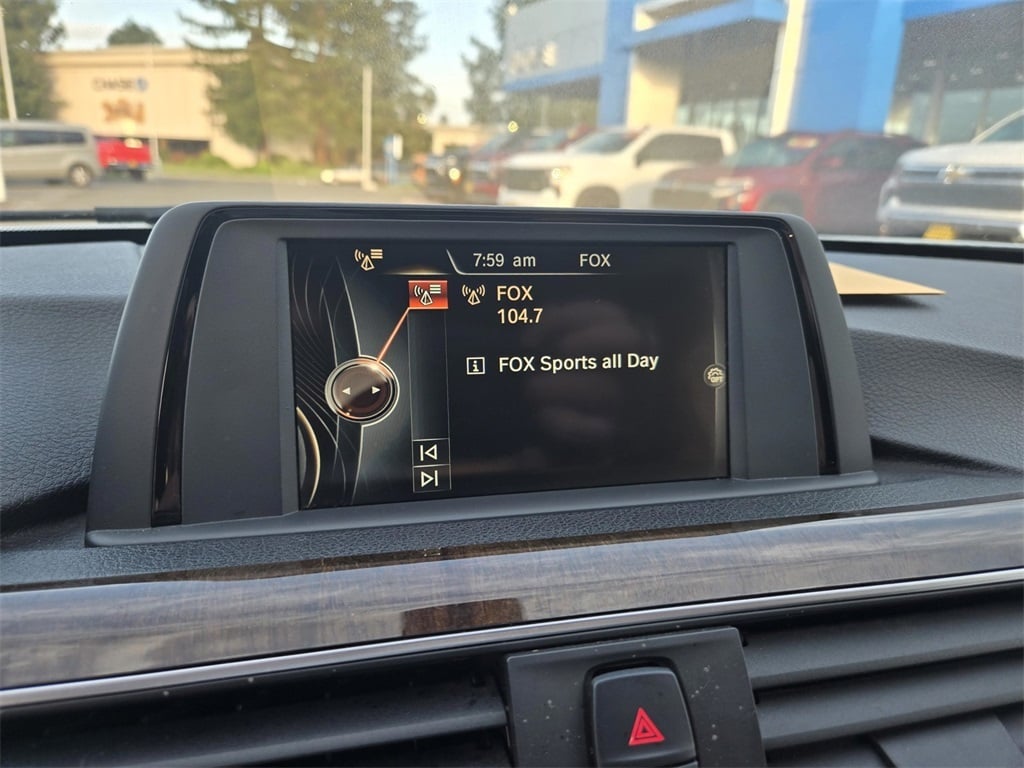 CHASE
7:59 am FOX
FOX
104.7
FOX Sports all Day